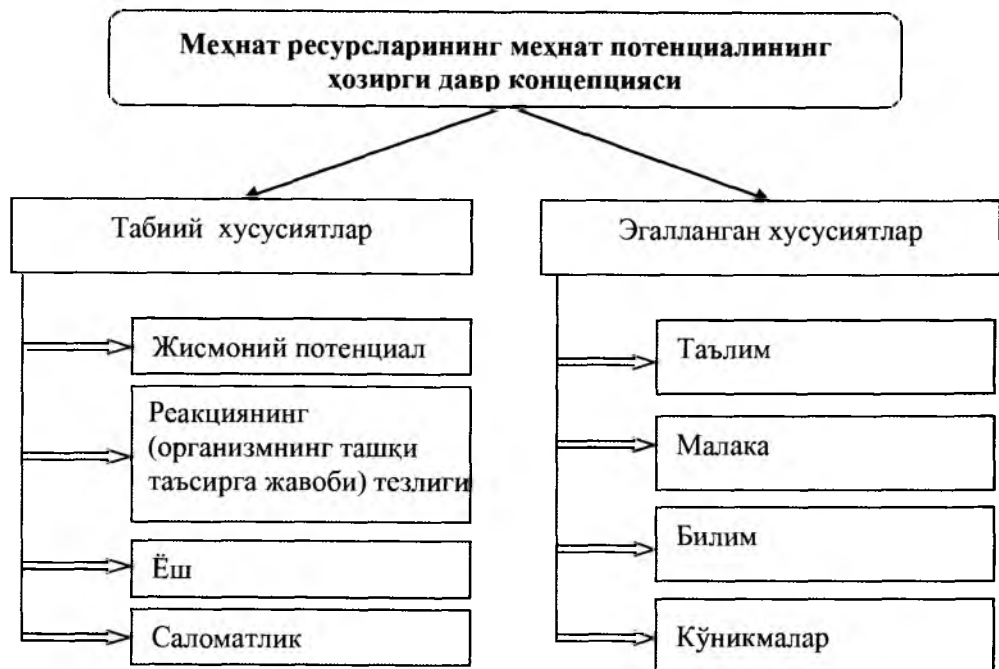 Меҳнат ресурсларининг меҳнат потенциалининг
ҳозирги давр концепцияси
Табиий хусусиятлар
Жисмоний потенциал
Реакциянинг
(организмнинг ташқи
таъсирга жавоби) тезлиги
Ёш
Саломатлик
Эгалланган хусусиятлар
Таълим
Малака
Билим
Кўникмалар